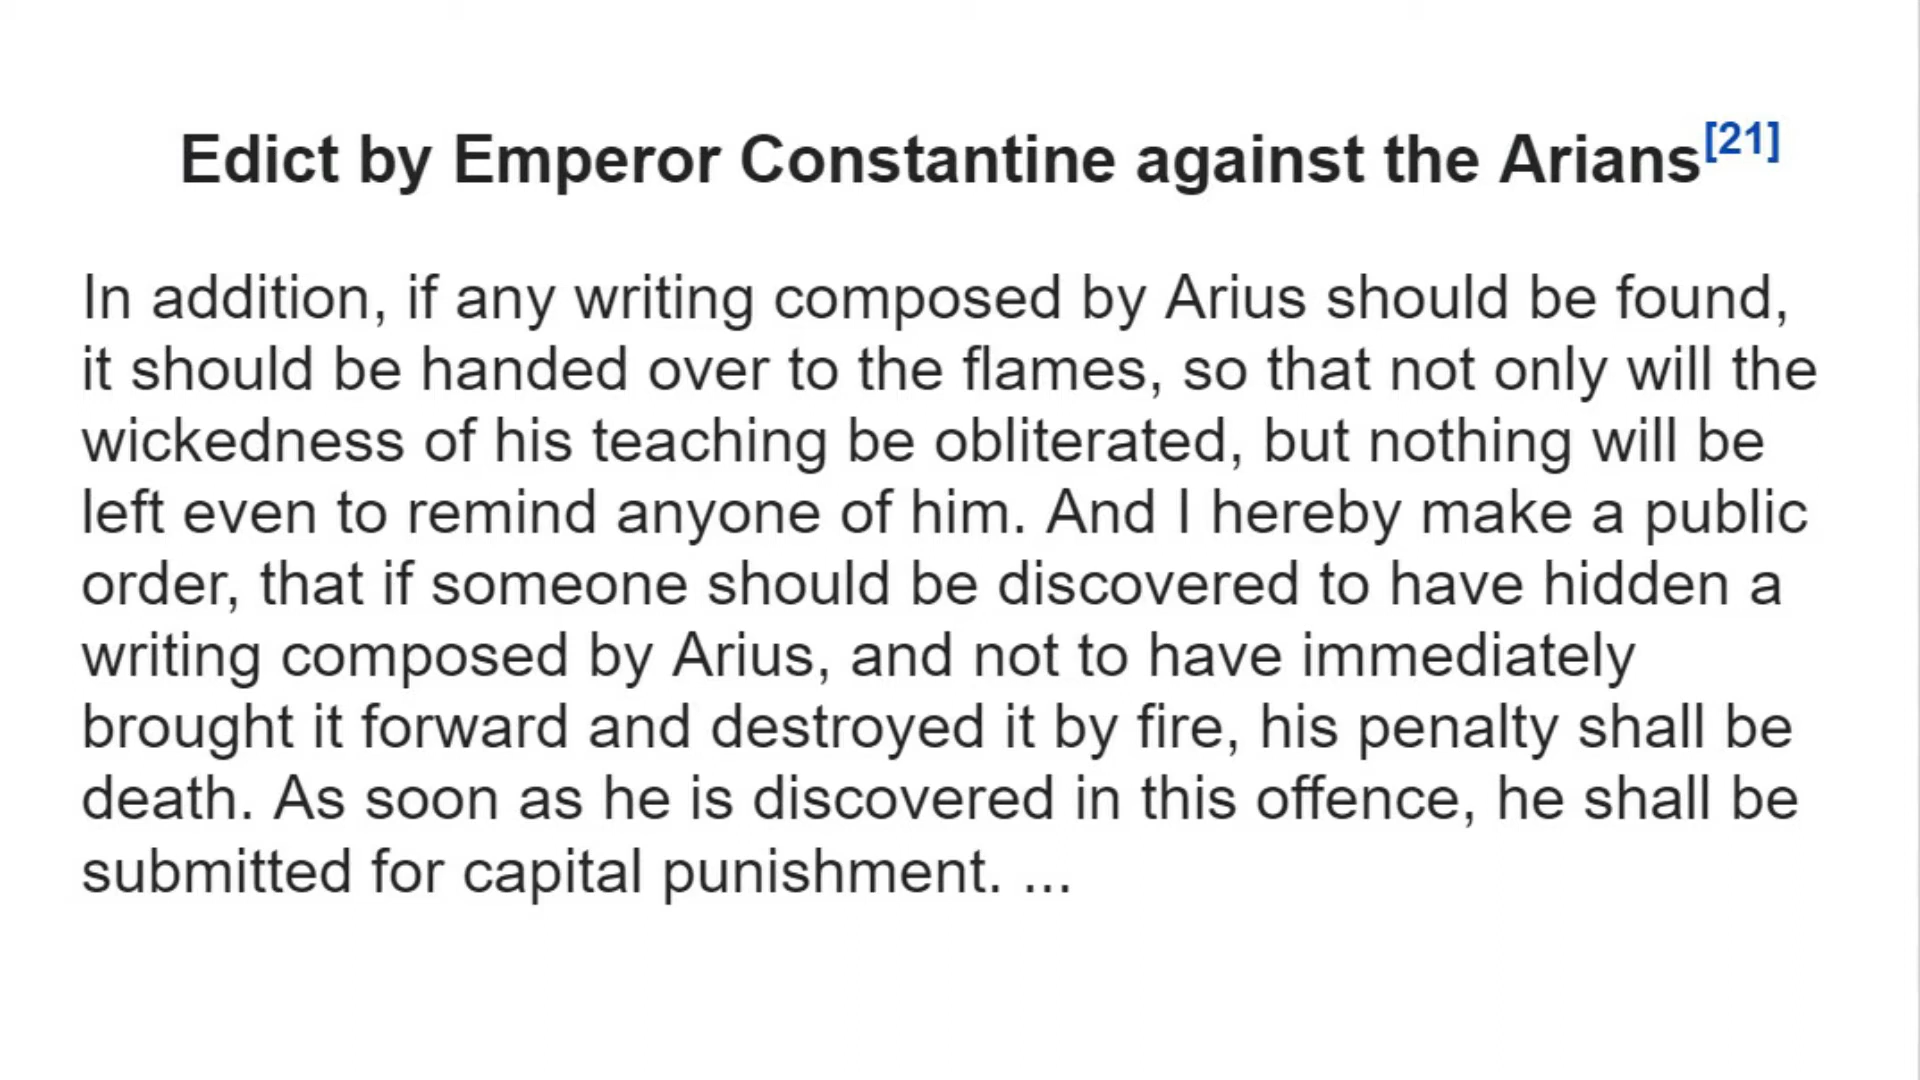 Edict by Emperor Constantine against the Arians[21]
In addition, if any writing composed by Arius should be found,
it should be handed over to the flames, so that not only will the
wickedness of his teaching be obliterated, but nothing will be
left even to remind anyone of him. And I hereby make a public
order, that if someone should be discovered to have hidden a
writing composed by Arius, and not to have immediately
brought it forward and destroyed it by fire, his penalty shall be
death. As soon as he is discovered in this offence, he shall be
submitted for capital punishment. ...